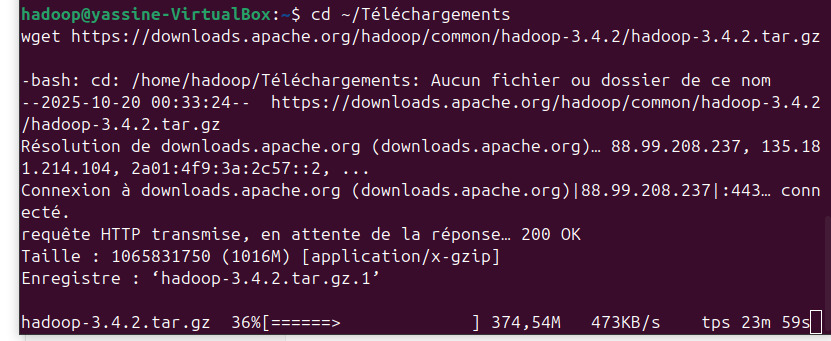 hadoop@yassine-VirtualBox:~$ cd ~/Téléchargements
wget https://downloads.apache.org/hadoop/common/hadoop-3.4.2/hadoop-3.4.2.tar.gz
-bash: cd: /home/hadoop/Téléchargements: Aucun fichier ou dossier de ce nom
--2025-10-20 00:33:24--  https://downloads.apache.org/hadoop/common/hadoop-3.4.2
/hadoop-3.4.2.tar.gz
Résolution de downloads.apache.org (downloads.apache.org)… 88.99.208.237, 135.18
1.214.104, 2a01:4f9:3a:2c57::2, ...
Connexion à downloads.apache.org (downloads.apache.org)|88.99.208.237|:443… conn
ecté.
requête HTTP transmise, en attente de la réponse… 200 OK
Taille : 1065831750 (1016M) [application/x-gzip]
Enregistre : ‘hadoop-3.4.2.tar.gz.1’
hadoop-3.4.2.tar.gz  36%[======>             ] 374,54M   473KB/s    tps 23m 59s